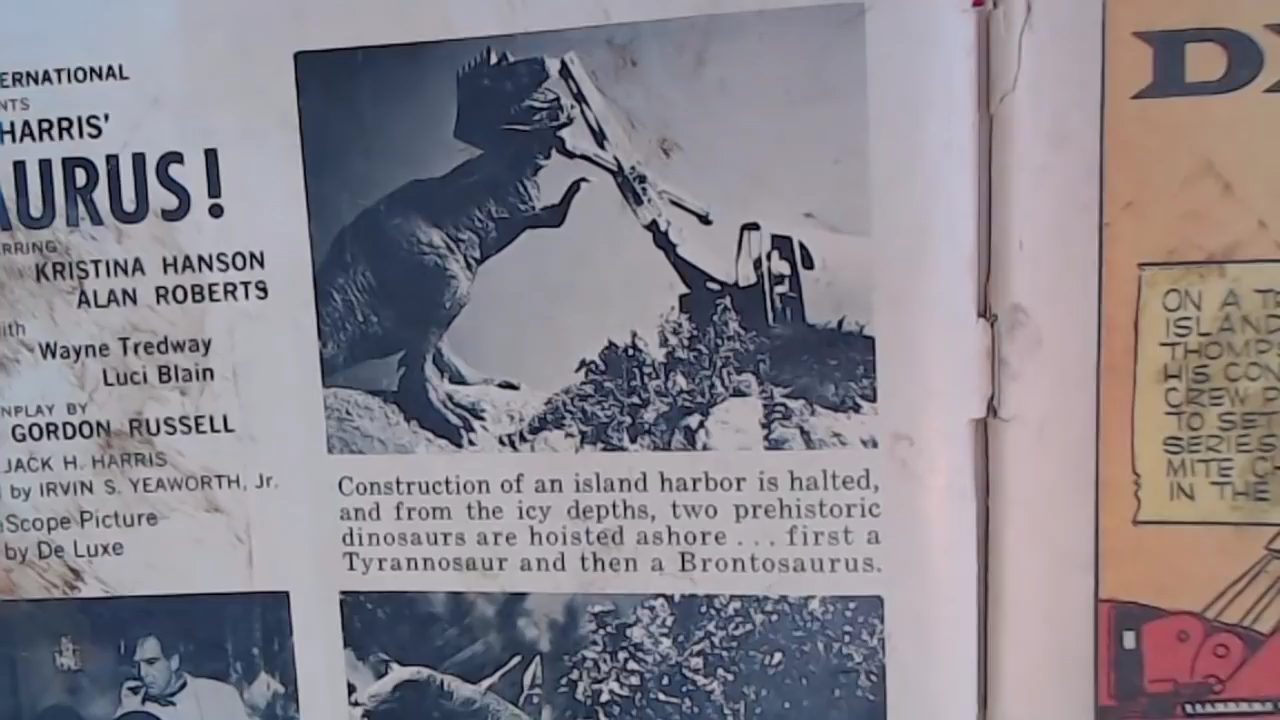 ERNATIONAL
NTS
HARRIS'
AURUS!
RRING
KRISTINA HANSON
ALAN ROBERTS
ith
Wayne Tredway
Luci Blain
NPLAY BY
GORDON RUSSELL
JACK H. HARRIS
by IRVIN S. YEAWORTH, Jr.
Scope Picture
by De Luxe
Construction of an island harbor is halted,
and from the icy depths, two prehistoric
dinosaurs are hoisted ashore . . . first a
Tyrannosaur and then a Brontosaurus.
D
ON A T
ISLAND
THOMP
HIS CON
CREW P
TO SET
SERIES
MITE CH
IN THE